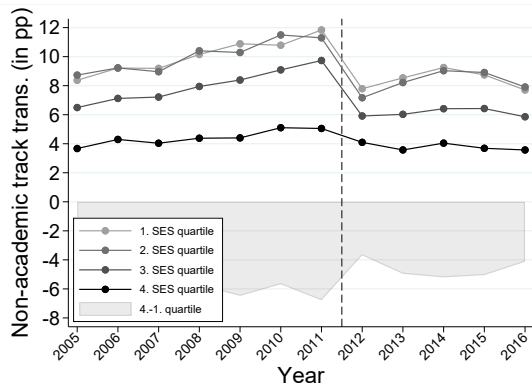 Non-academic track trans. (in pp)
12
10
8
6
4
2
0
-2
-4
-6
-8
1. SES quartile
2. SES quartile
3. SES quartile
4. SES quartile
4.-1. quartile
2005 2006 2007 2008 2009 2010 2011 2012 2013 2014 2015 2016
Year